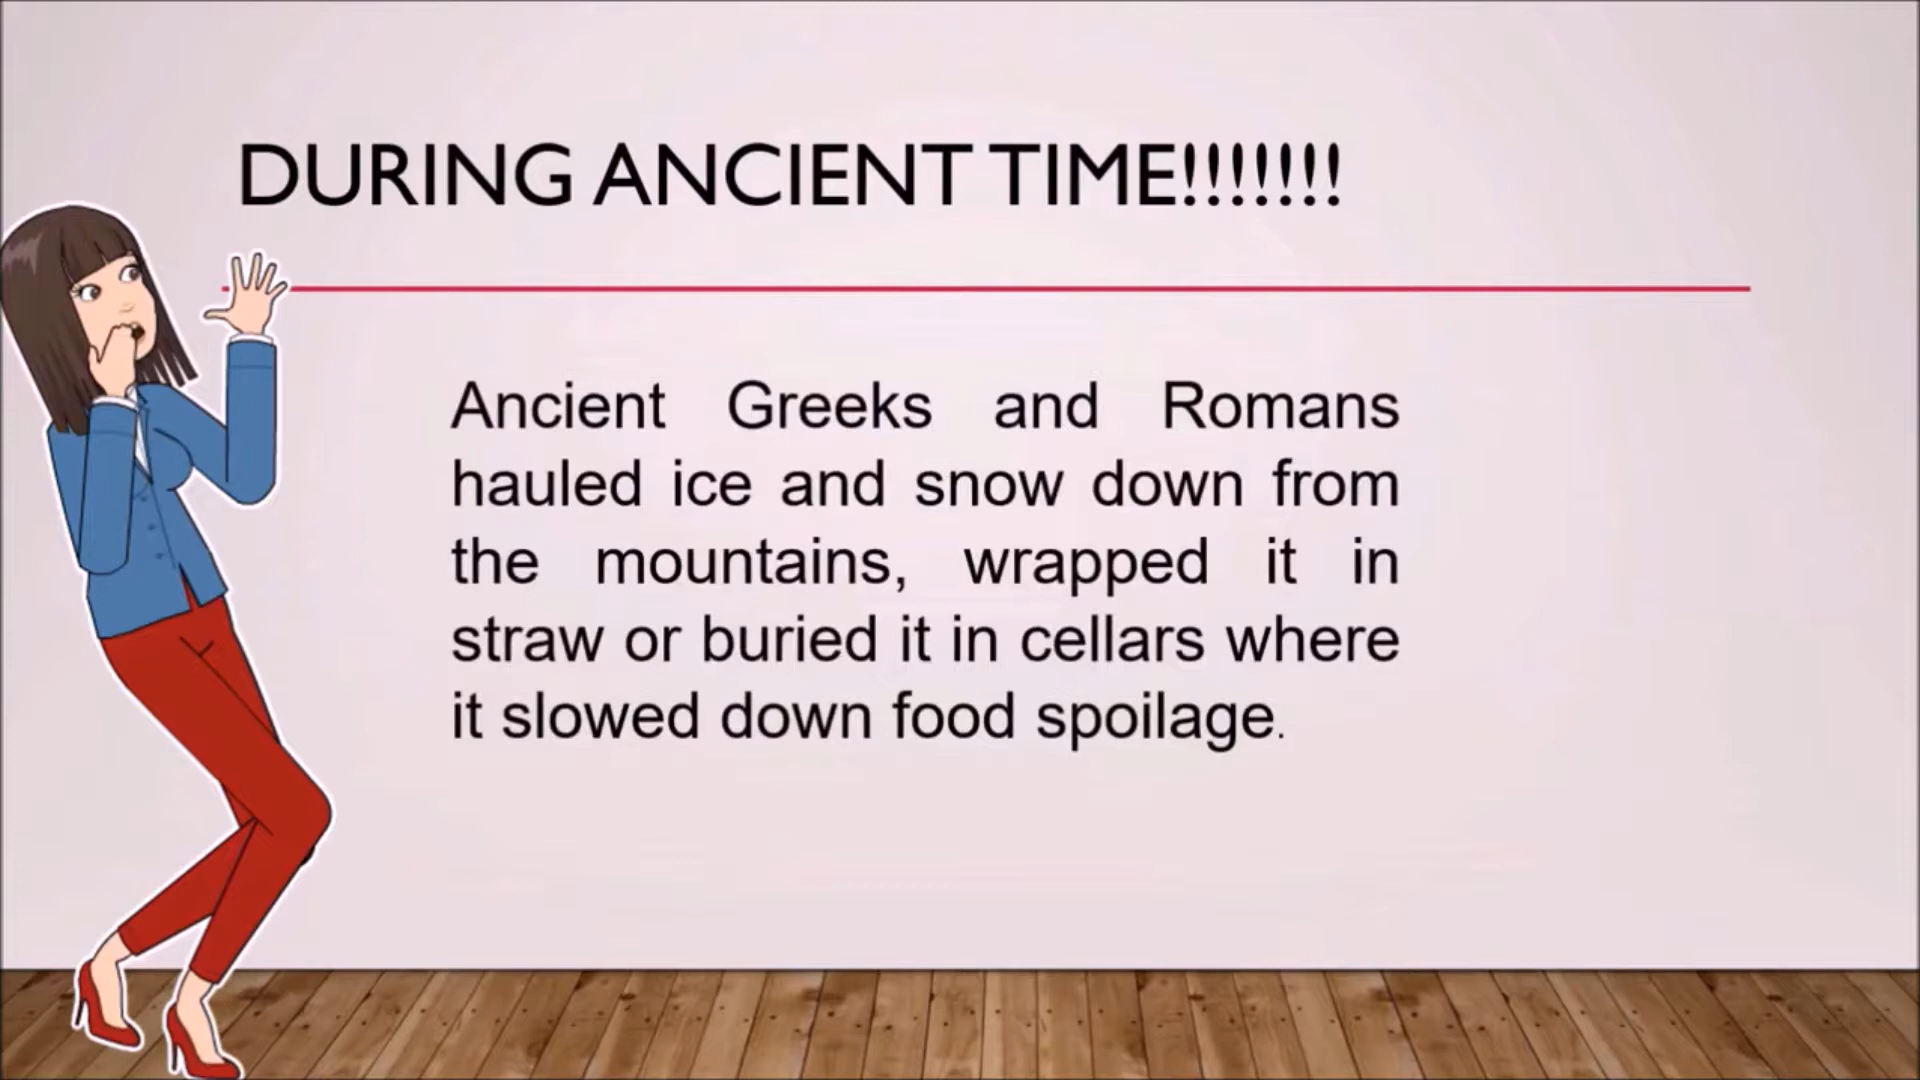 DURING ANCIENT TIME!!!!!!!
Ancient Greeks and Romans
hauled ice and snow down from
the mountains, wrapped it in
straw or buried it in cellars where
it slowed down food spoilage.